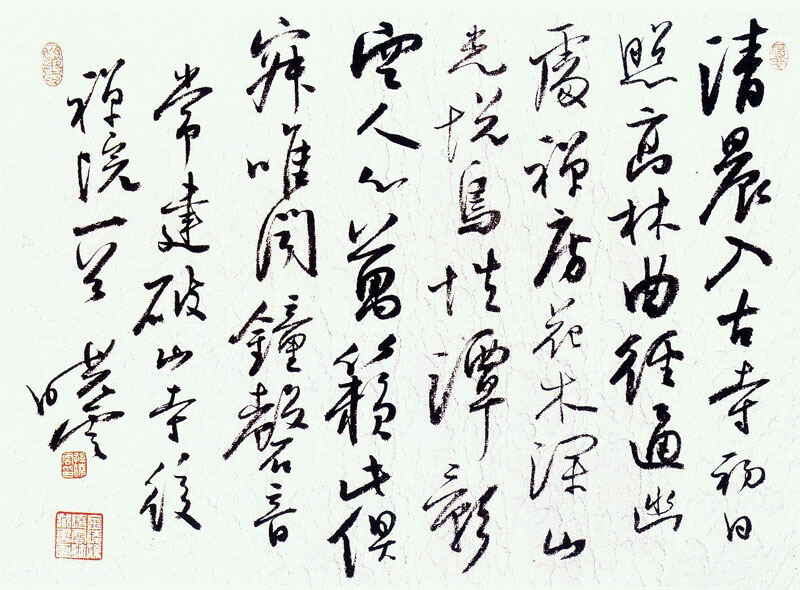 清晨入古寺初日
照高林曲徑通幽
處禪房花木深山
光悦鳥性潭影
空人心萬籟此俱
寂唯聞鐘磬音
常建破山寺後
禪院一首
曉雲